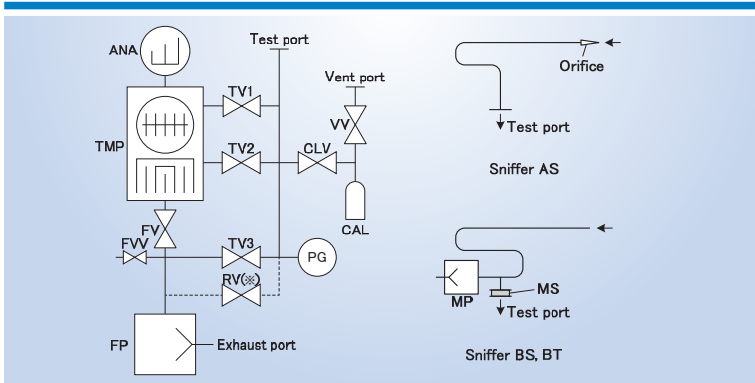 ANA
Test port
Vent port
TV1
VV
TMP
TV2
CLV
CAL
FV
FVV
TV3
PG
RV(※)
FP
Exhaust port
Orifice
Test port
Sniffer AS
MP
MS
Test port
Sniffer BS, BT